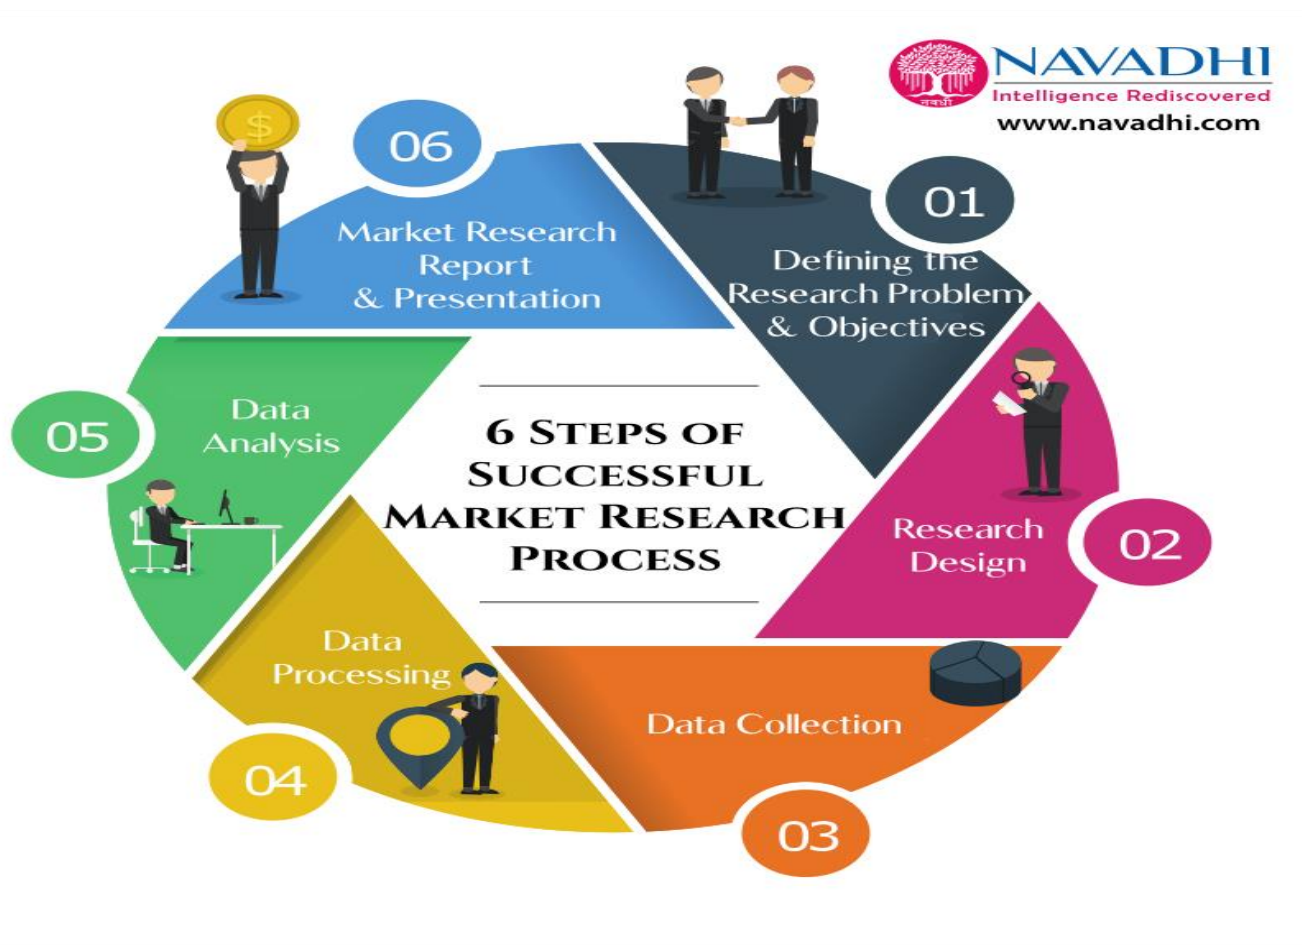 NAVADHI
नवधी
Intelligence Rediscovered
www.navadhi.com
6 Steps of
Successful
Market Research
Process
01
Defining the
Research Problem
& Objectives
02
Research
Design
03
Data Collection
04
Data
Processing
05
Data
Analysis
06
Market Research
Report
& Presentation
$